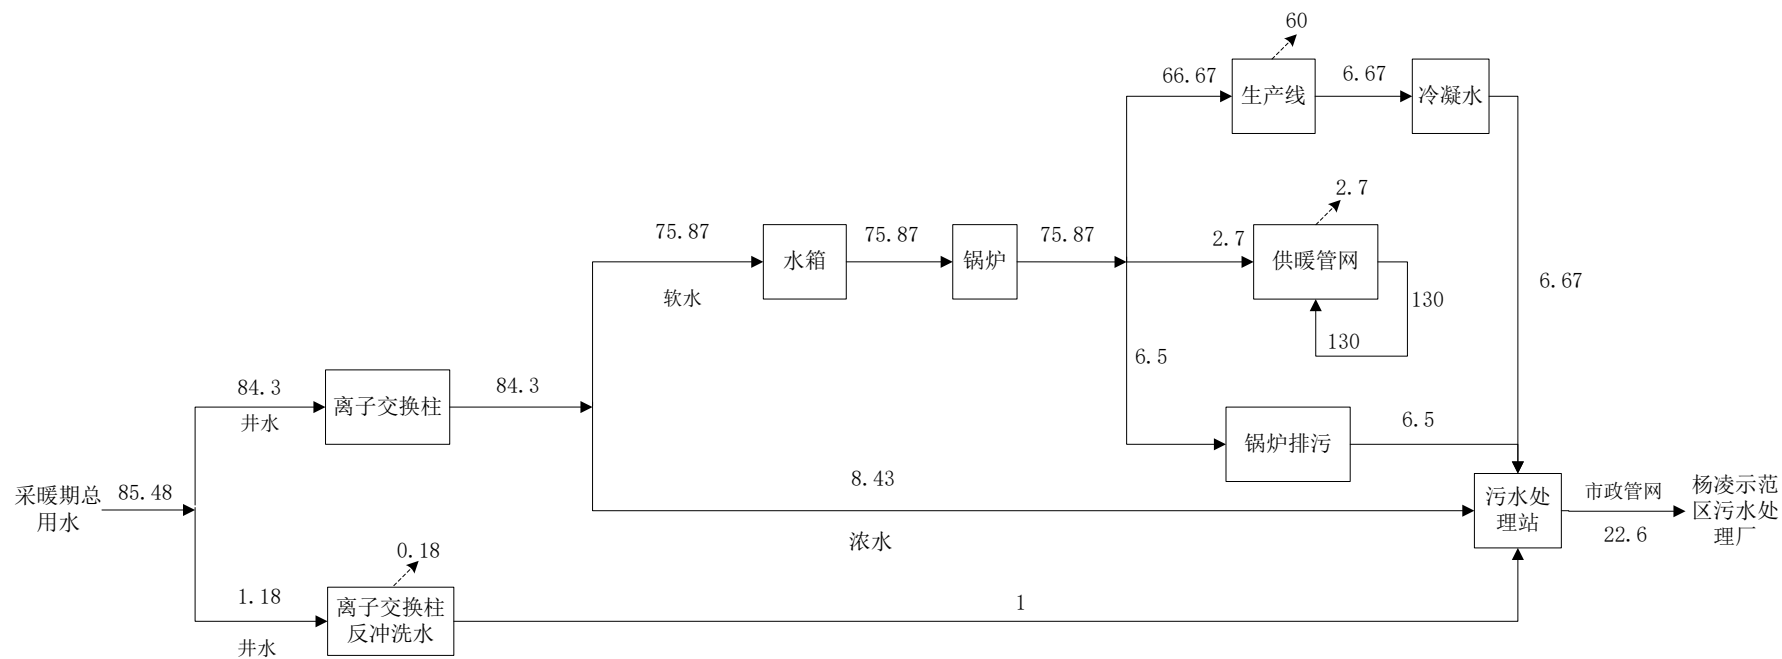 60
66.67
生产线
6.67
冷凝水
2.7
75.87
水箱
75.87
锅炉
75.87
2.7
供暖管网
软水
6.67
130
130
6.5
84.3
离子交换柱
84.3
井水
锅炉排污
6.5
8.43
采暖期总
用水
85.48
污水处
理站
市政管网
22.6
杨凌示范
区污水处
理厂
浓水
0.18
1.18
离子交换柱
反冲洗水
1
井水